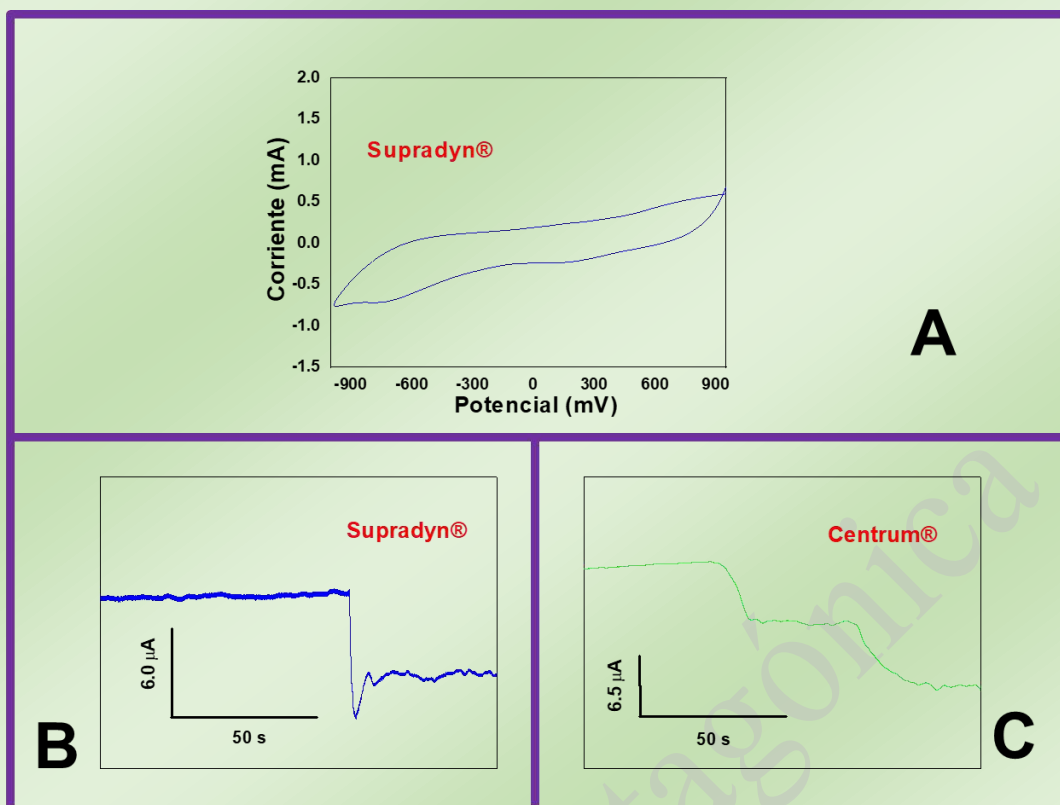 2.0
1.5
1.0
0.5
0.0
-0.5
-1.0
-1.5
Corriente (mA)
Supradyn®
-900 -600 -300 0 300 600 900
Potencial (mV)
A
Supradyn®
6.0 µA
50 s
B
Centrum®
6.5 µA
50 s
C
tagónica